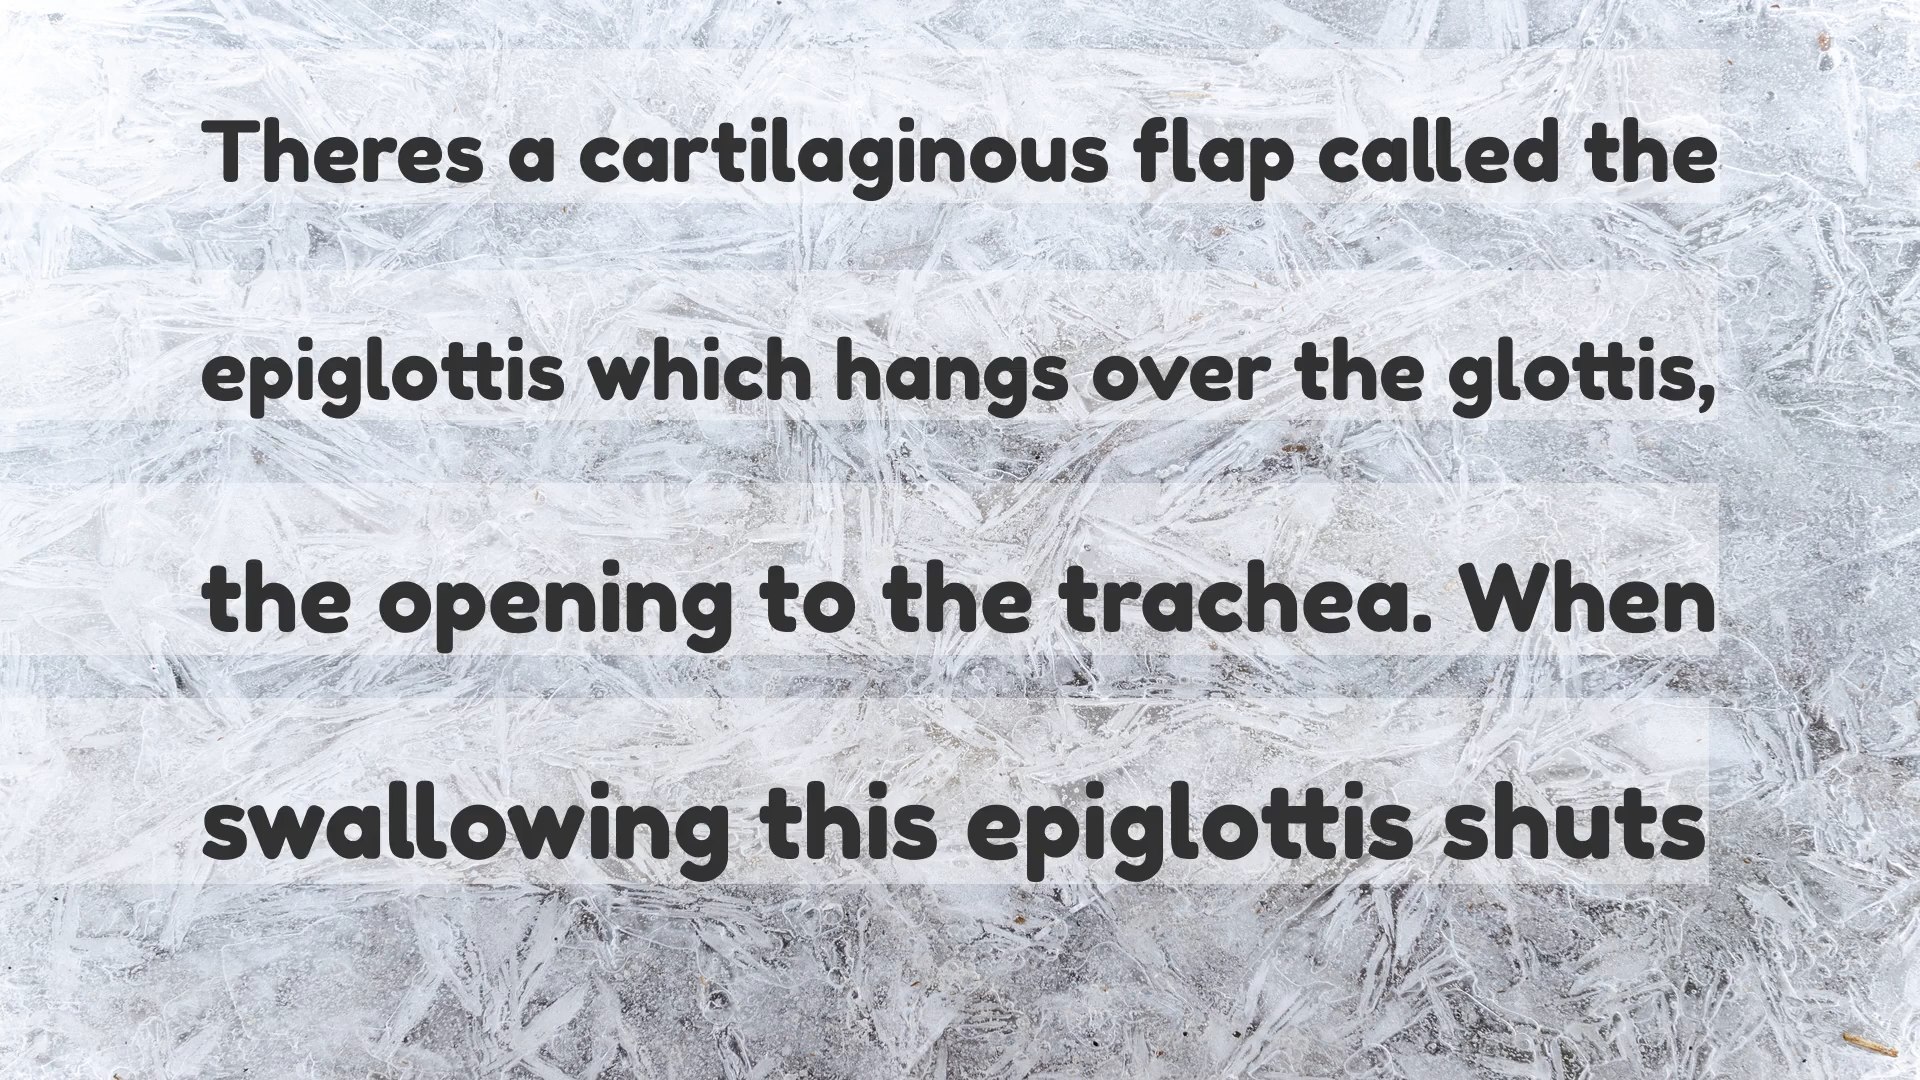 Theres a cartilaginous flap called the
epiglottis which hangs over the glottis,
the opening to the trachea. When
swallowing this epiglottis shuts